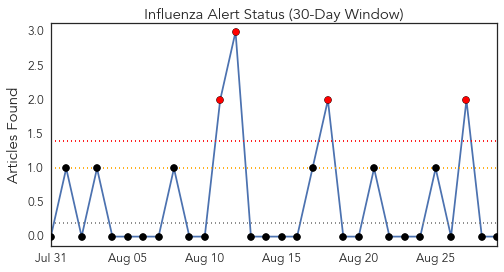 Influenza Alert Status (30-Day Window)
Articles Found
3.0
2.5
2.0
1.5
1.0
0.5
0.0
Jul 31 Aug 05 Aug 10 Aug 15 Aug 20 Aug 25